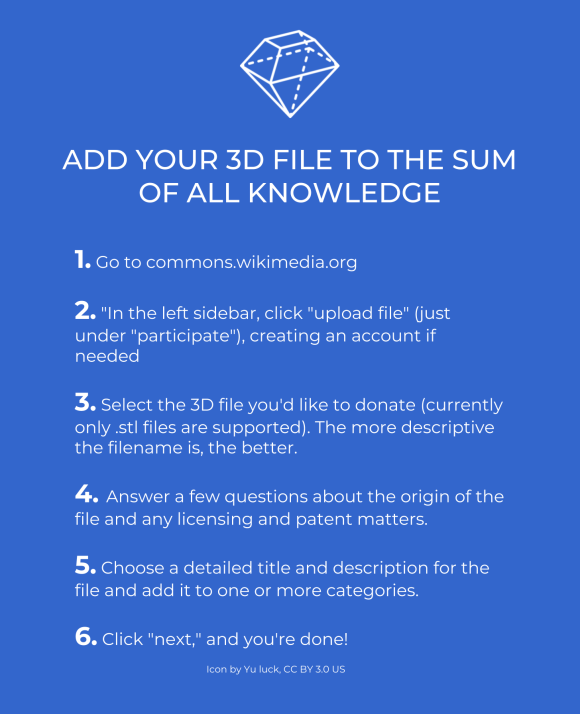 ADD YOUR 3D FILE TO THE SUM
OF ALL KNOWLEDGE
1. Go to commons.wikimedia.org
2. "In the left sidebar, click "upload file" (just
under "participate"), creating an account if
needed
3. Select the 3D file you'd like to donate (currently
only .stl files are supported). The more descriptive
the filename is, the better.
4. Answer a few questions about the origin of the
file and any licensing and patent matters.
5. Choose a detailed title and description for the
file and add it to one or more categories.
6. Click "next," and you're done!
Icon by Yu luck, CC BY 3.0 US